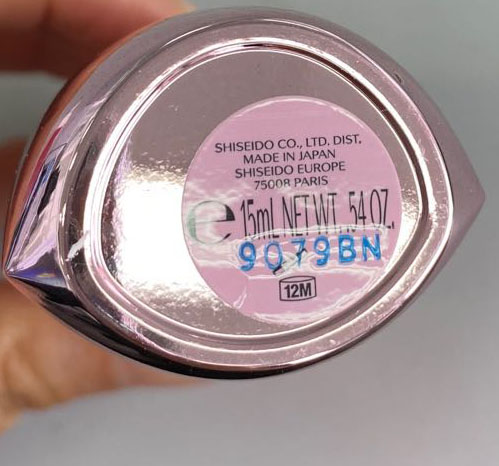 SHISEIDO CO., LTD. DIST.
MADE IN JAPAN
SHISEIDO EUROPE
75008 PARIS
e 15mL NET WT. .54 OZ.
9079BN
12M